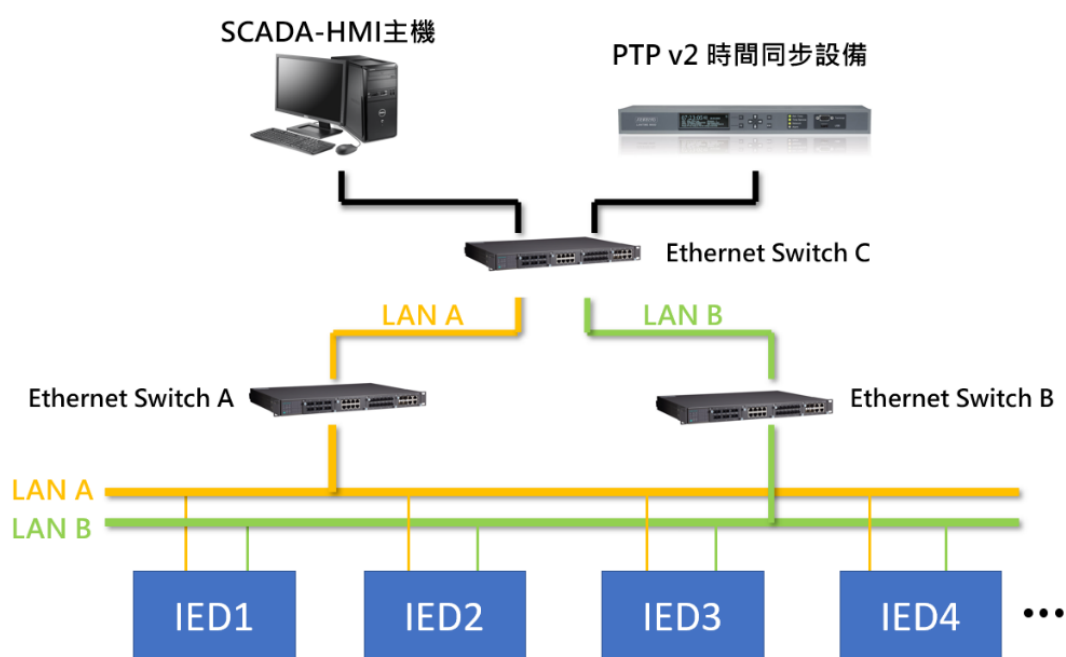 SCADA-HMI主機
PTP v2 時間同步設備
Ethernet Switch C
LAN A
LAN B
Ethernet Switch A
Ethernet Switch B
LAN A
LAN B
IED1
IED2
IED3
IED4
•••